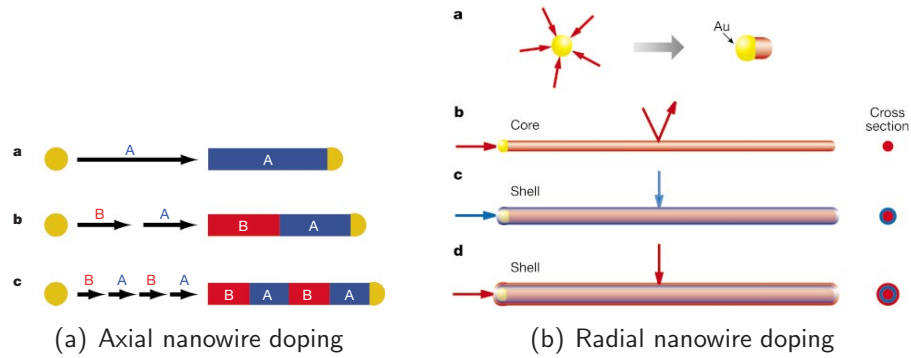 a
A
A
b
B A
B A
c
B A B A
B A B A
(a) Axial nanowire doping
a
Au
b
Core
Cross
section
c
Shell
d
Shell
(b) Radial nanowire doping